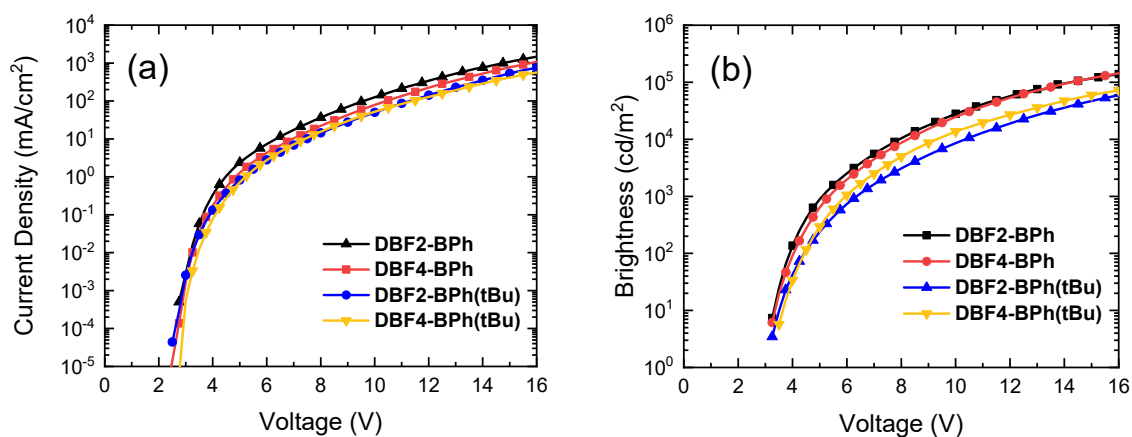 (a)
Current Density (mA/cm²)
10⁴
10³
10²
10¹
10⁰
10⁻¹
10⁻²
10⁻³
10⁻⁴
10⁻⁵
DBF2-BPh
DBF4-BPh
DBF2-BPh(tBu)
DBF4-BPh(tBu)
0 2 4 6 8 10 12 14 16
Voltage (V)
(b)
Brightness (cd/m²)
10⁶
10⁵
10⁴
10³
10²
10¹
10⁰
DBF2-BPh
DBF4-BPh
DBF2-BPh(tBu)
DBF4-BPh(tBu)
0 2 4 6 8 10 12 14 16
Voltage (V)